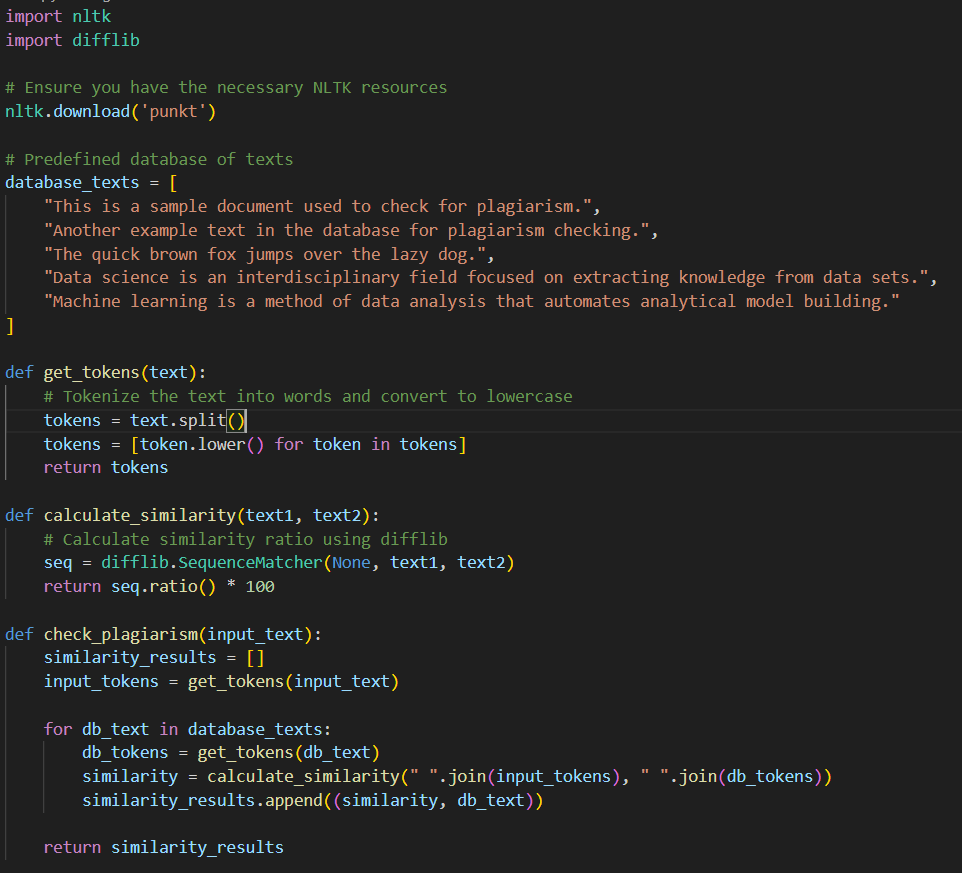 import nltk
import difflib
# Ensure you have the necessary NLTK resources
nltk.download('punkt')
# Predefined database of texts
database_texts = [
    "This is a sample document used to check for plagiarism.",
    "Another example text in the database for plagiarism checking.",
    "The quick brown fox jumps over the lazy dog.",
    "Data science is an interdisciplinary field focused on extracting knowledge from data sets.",
    "Machine learning is a method of data analysis that automates analytical model building."
]
def get_tokens(text):
    # Tokenize the text into words and convert to lowercase
    tokens = text.split()
    tokens = [token.lower() for token in tokens]
    return tokens
def calculate_similarity(text1, text2):
    # Calculate similarity ratio using difflib
    seq = difflib.SequenceMatcher(None, text1, text2)
    return seq.ratio() * 100
def check_plagiarism(input_text):
    similarity_results = []
    input_tokens = get_tokens(input_text)
    for db_text in database_texts:
        db_tokens = get_tokens(db_text)
        similarity = calculate_similarity(" ".join(input_tokens), " ".join(db_tokens))
        similarity_results.append((similarity, db_text))
    return similarity_results